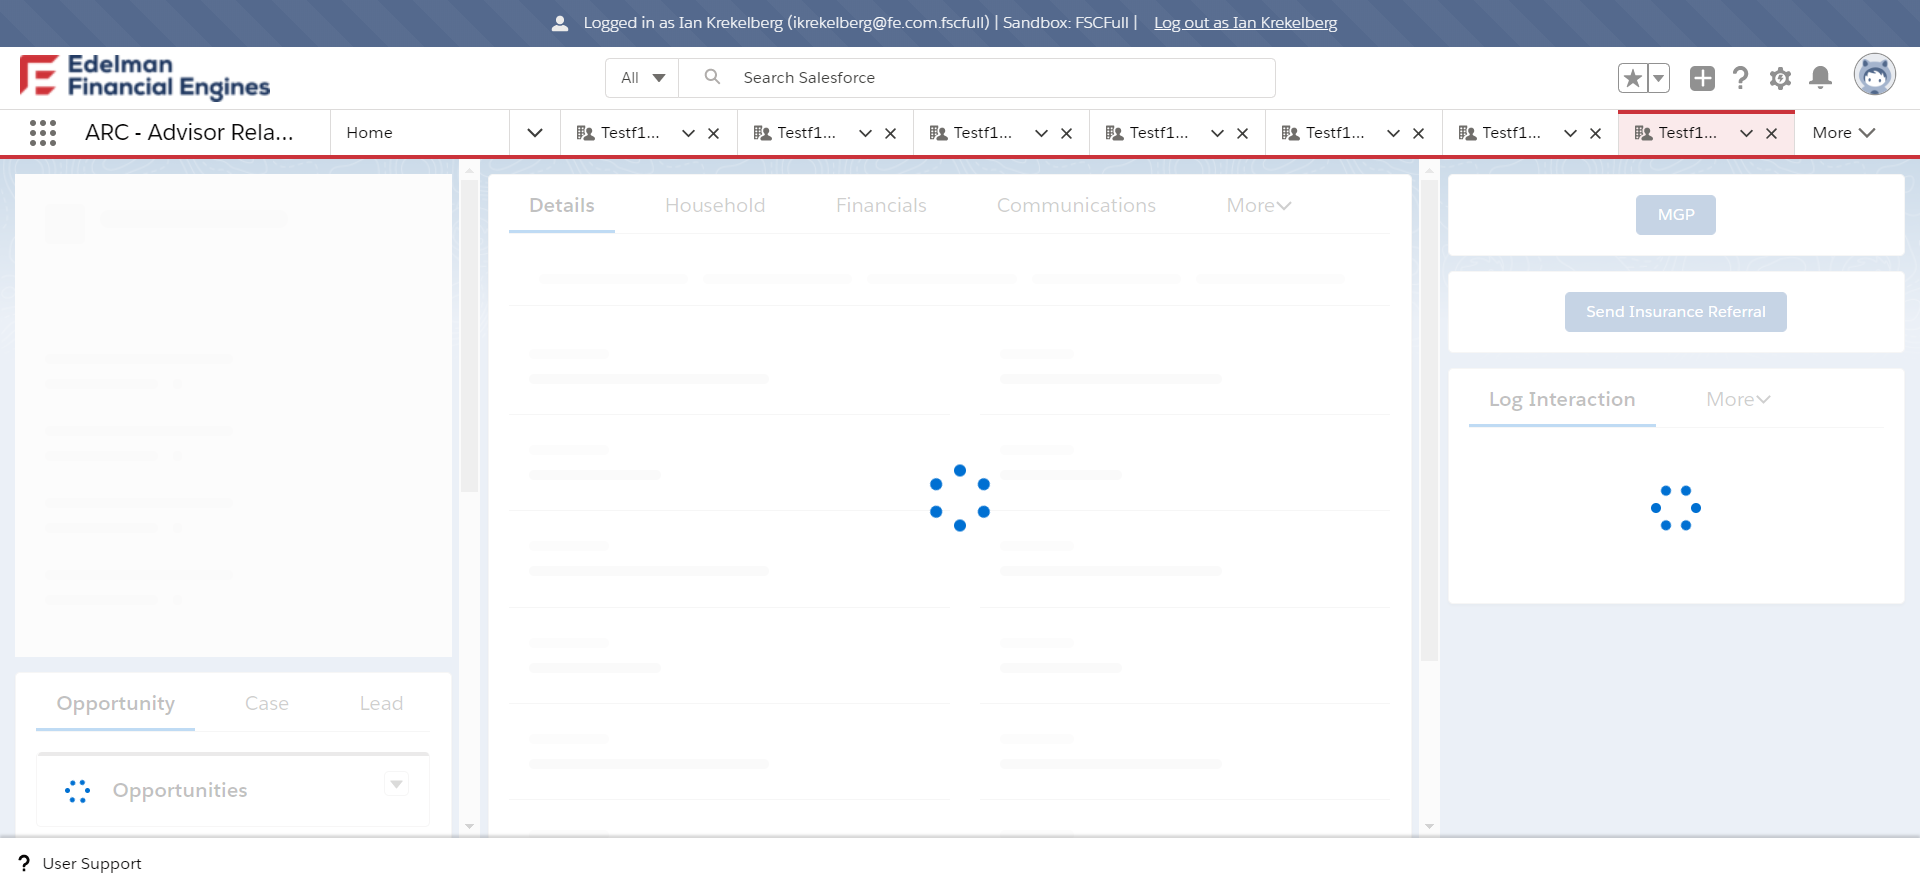 Logged in as Ian Krekelberg (ikrekelberg@fe.com.fscfull) | Sandbox: FSCFull | Log out as Ian Krekelberg
Edelman
Financial Engines
All
Search Salesforce
ARC - Advisor Rela...
Home
Testf1...
Testf1...
Testf1...
Testf1...
Testf1...
Testf1...
Testf1...
More
Details
Household
Financials
Communications
More
MGP
Send Insurance Referral
Log Interaction
More
Opportunity
Case
Lead
Opportunities
? User Support